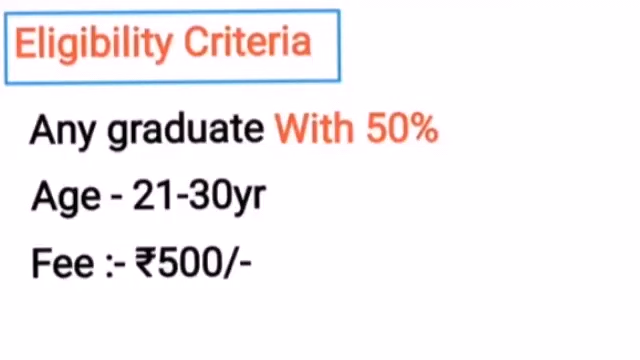 Eligibility Criteria
Any graduate With 50%
Age - 21-30yr
Fee :- ₹500/-